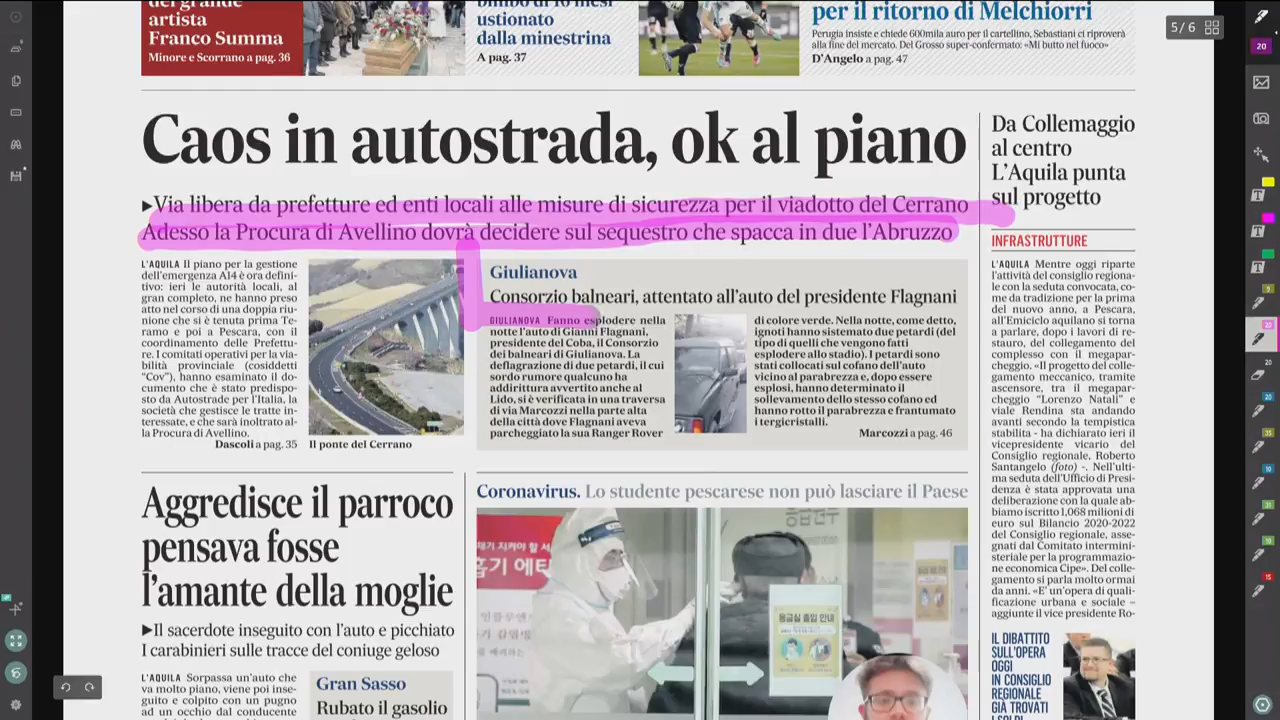 del grande
artista
Franco Summa
Minore e Scorrano a pag. 36
bimbo di 16 mesi
ustionato
dalla minestrina
A pag. 37
per il ritorno di Melchiorri
Perugia insiste e chiede 600mila auro per il cartellino, Sebastiani ci riproverà
alla fine del mercato. Del Grosso super-confermato: «Mi butto nel fuoco»
D'Angelo a pag. 47
5/6
20
Caos in autostrada, ok al piano
▸Via libera da prefetture ed enti locali alle misure di sicurezza per il viadotto del Cerrano
Adesso la Procura di Avellino dovrà decidere sul sequestro che spacca in due l'Abruzzo
L'AQUILA Il piano per la gestione
dell'emergenza A14 è ora defini-
tivo: ieri le autorità locali, al
gran completo, ne hanno preso
atto nel corso di una doppia riu-
nione che si è tenuta prima Te-
ramo e poi a Pescara, con il
coordinamento delle Prefettu-
re. I comitati operativi per la via-
bilità provinciale (cosiddetti
"Cov"), hanno esaminato il do-
cumento che è stato predispo-
sto da Autostrade per l'Italia, la
società che gestisce le tratte in-
teressate, e che sarà inoltrato al-
la Procura di Avellino.
Dascoli a pag. 35
Il ponte del Cerrano
Giulianova
Consorzio balneari, attentato all'auto del presidente Flagnani
GIULIANOVA Fanno esplodere nella
notte l'auto di Gianni Flagnani,
presidente del Coba, il Consorzio
dei balneari di Giulianova. La
deflagrazione di due petardi, il cui
sordo rumore qualcuno ha
addirittura avvertito anche al
Lido, si è verificata in una traversa
di via Marcozzi nella parte alta
della città dove Flagnani aveva
parcheggiato la sua Ranger Rover
di colore verde. Nella notte, come detto,
ignoti hanno sistemato due petardi (del
tipo di quelli che vengono fatti
esplodere allo stadio). I petardi sono
stati collocati sul cofano dell'auto
vicino al parabrezza e, dopo essere
esplosi, hanno determinato il
sollevamento dello stesso cofano ed
hanno rotto il parabrezza e frantumato
i tergicristalli.
Marcozzi a pag. 46
Da Collemaggio
al centro
L'Aquila punta
sul progetto
INFRASTRUTTURE
L'AQUILA Mentre oggi riparte
l'attività del consiglio regiona-
le con la seduta convocata, co-
me da tradizione per la prima
del nuovo anno, a Pescara,
all'Emiciclo aquilano si torna
a parlare, dopo i lavori di re-
stauro, del collegamento del
complesso con il megapar-
cheggio. «Il progetto del colle-
gamento meccanico, tramite
ascensore, tra il megapar-
cheggio "Lorenzo Natali" e
viale Rendina sta andando
avanti secondo la tempistica
stabilita - ha dichiarato ieri il
vicepresidente vicario del
Consiglio regionale, Roberto
Santangelo (foto) -. Nell'ulti-
ma seduta dell'Ufficio di Presi-
denza è stata approvata una
deliberazione con la quale ab-
biamo iscritto 1,068 milioni di
euro sul Bilancio 2020-2022
del Consiglio regionale, asse-
gnati dal Comitato intermini-
steriale per la programmazio-
ne economica Cipe». Del colle-
gamento si parla molto ormai
da anni. «E' un'opera di quali-
ficazione urbana e sociale –
aggiunte il vice presidente Ro-
IL DIBATTITO
SULL'OPERA
OGGI
IN CONSIGLIO
REGIONALE
GIÀ TROVATI
I SOLDI
Aggredisce il parroco
pensava fosse
l'amante della moglie
▸Il sacerdote inseguito con l'auto e picchiato
I carabinieri sulle tracce del coniuge geloso
L'AQUILA Sorpassa un'auto che
va molto piano, viene poi inse-
guito e colpito con un pugno
ad un occhio dal conducente
Gran Sasso
Rubato il gasolio
Coronavirus. Lo studente pescarese non può lasciare il Paese
응급실 출입 안내